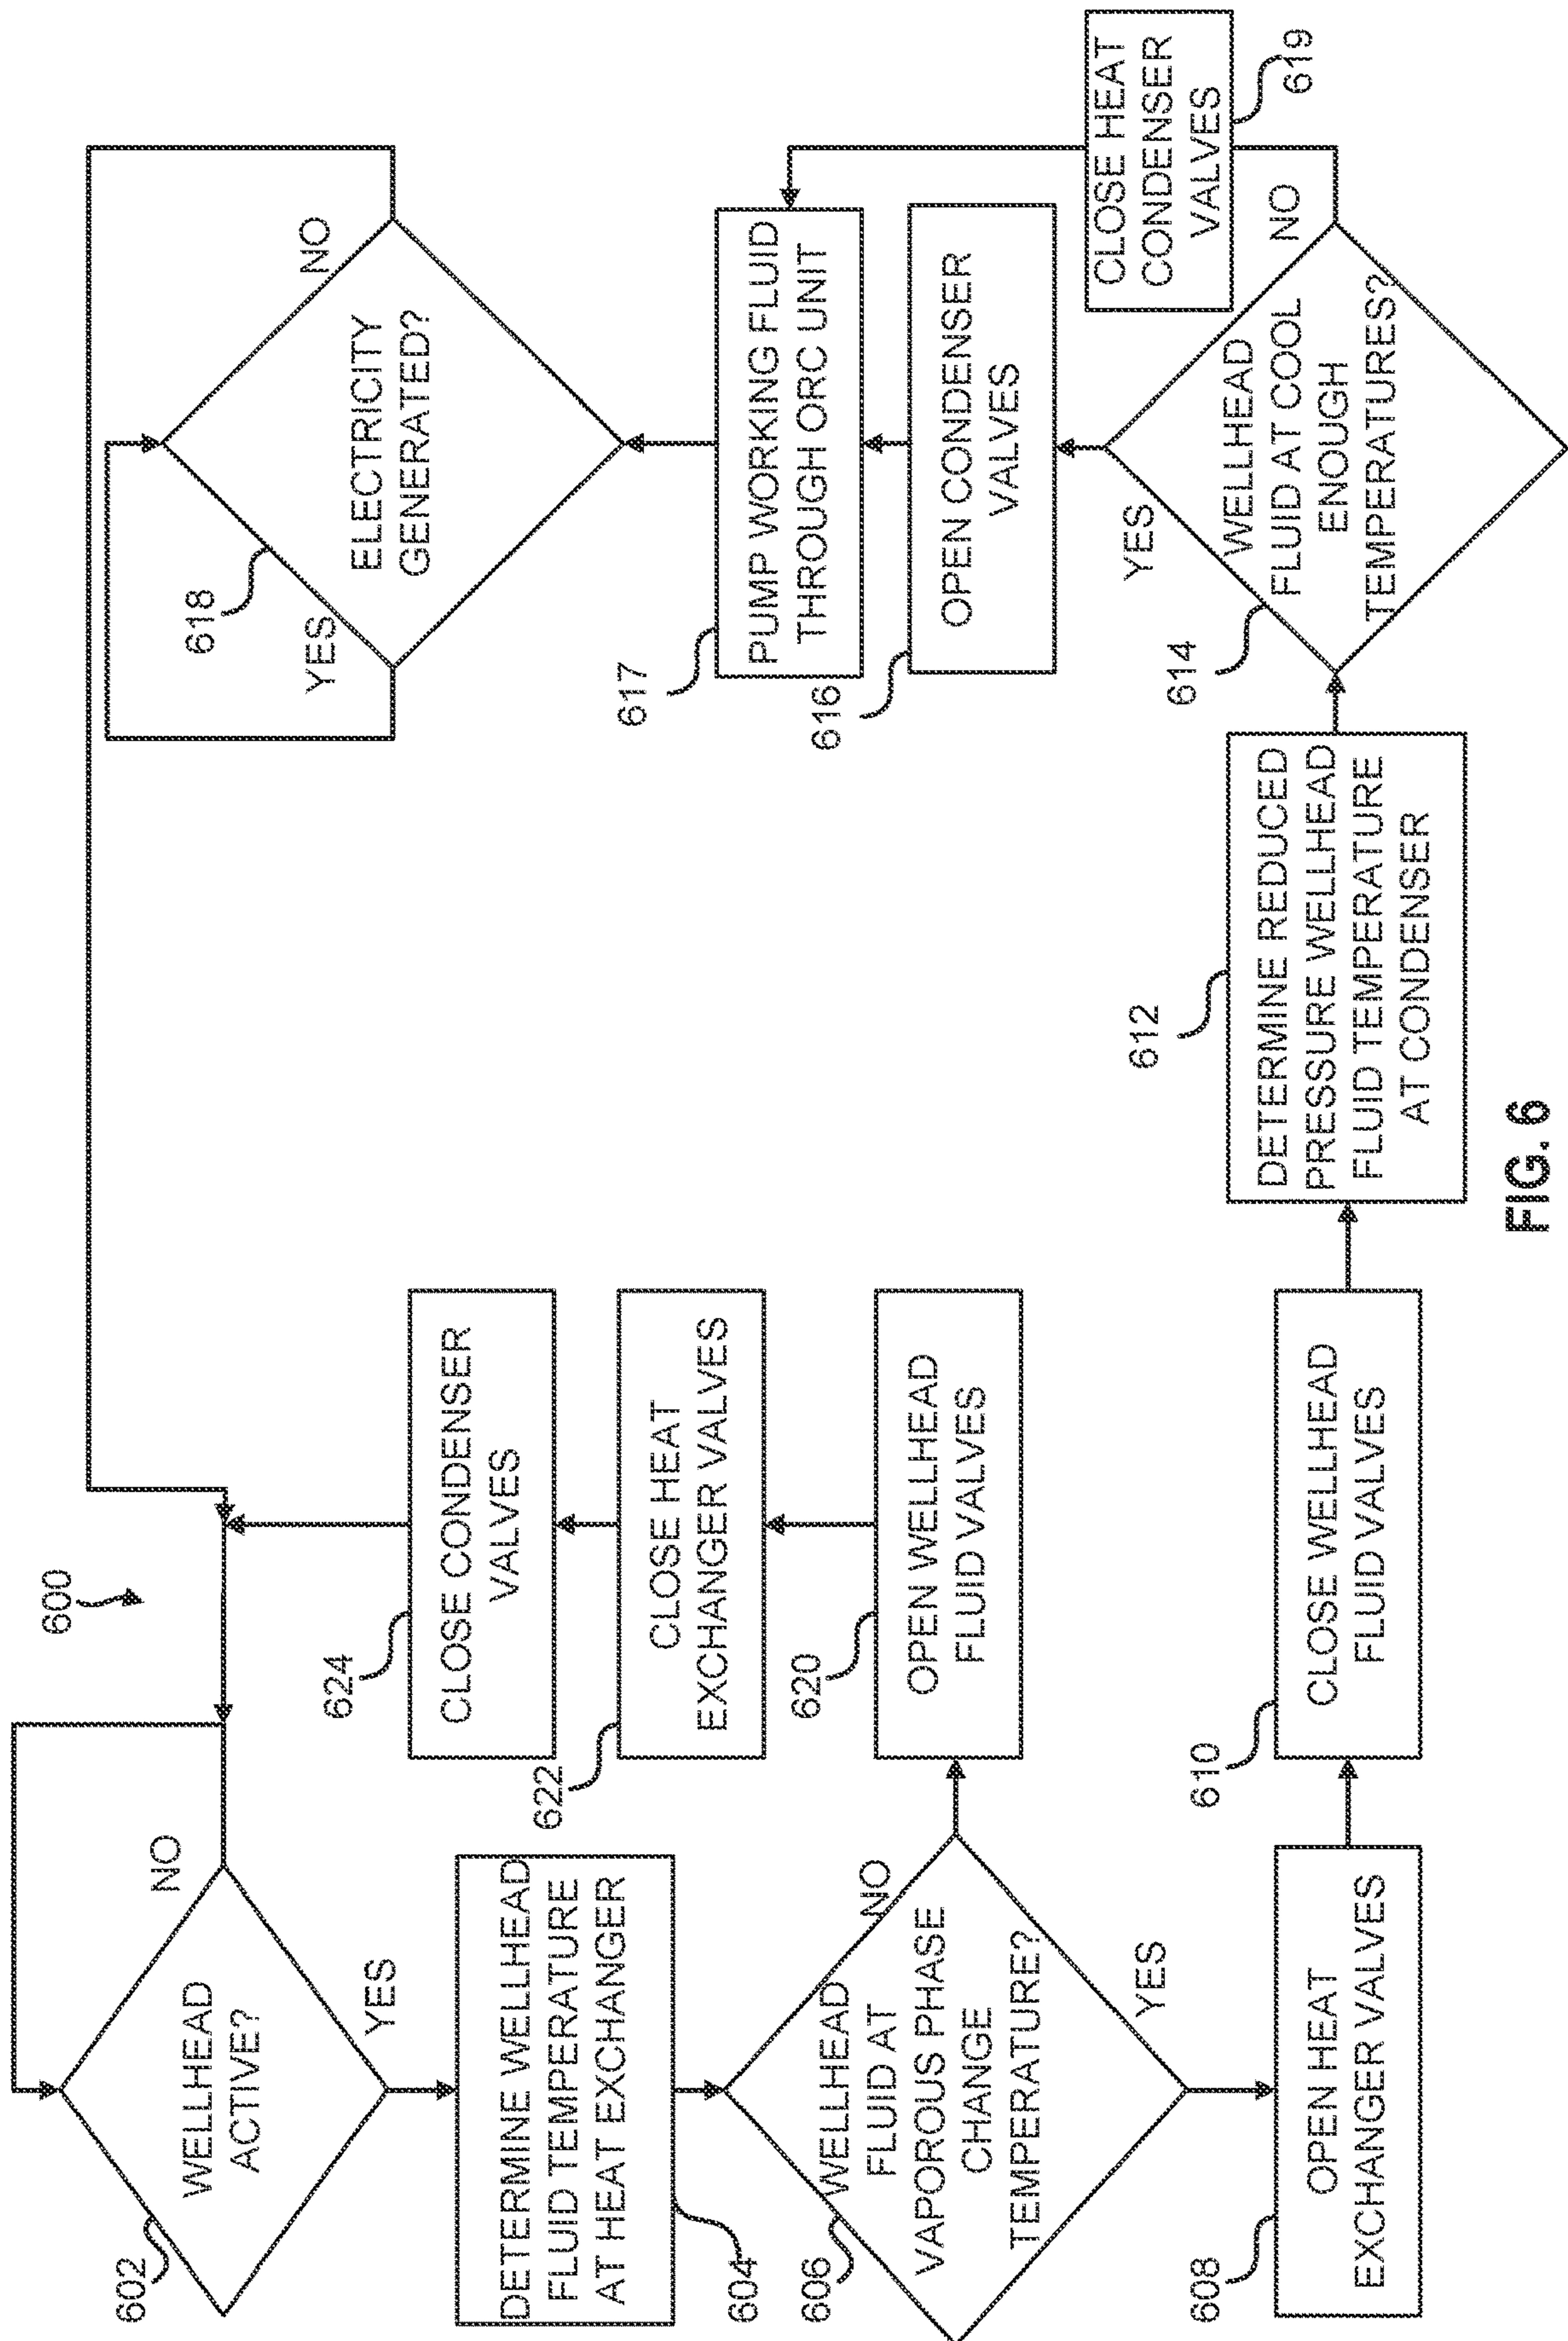 600
602
WELLHEAD
ACTIVE?
NO
YES
604
DETERMINE WELLHEAD
FLUID TEMPERATURE
AT HEAT EXCHANGER
606
WELLHEAD
FLUID AT
VAPOROUS PHASE
CHANGE
TEMPERATURE?
NO
YES
608
OPEN HEAT
EXCHANGER VALVES
610
CLOSE WELLHEAD
FLUID VALVES
620
OPEN WELLHEAD
FLUID VALVES
622
CLOSE HEAT
EXCHANGER VALVES
624
CLOSE CONDENSER
VALVES
612
DETERMINE REDUCED
PRESSURE WELLHEAD
FLUID TEMPERATURE
AT CONDENSER
614
WELLHEAD
FLUID AT COOL
ENOUGH
TEMPERATURES?
YES
NO
616
OPEN CONDENSER
VALVES
619
CLOSE HEAT
CONDENSER
VALVES
617
PUMP WORKING FLUID
THROUGH ORC UNIT
618
ELECTRICITY
GENERATED?
YES
NO
FIG. 6